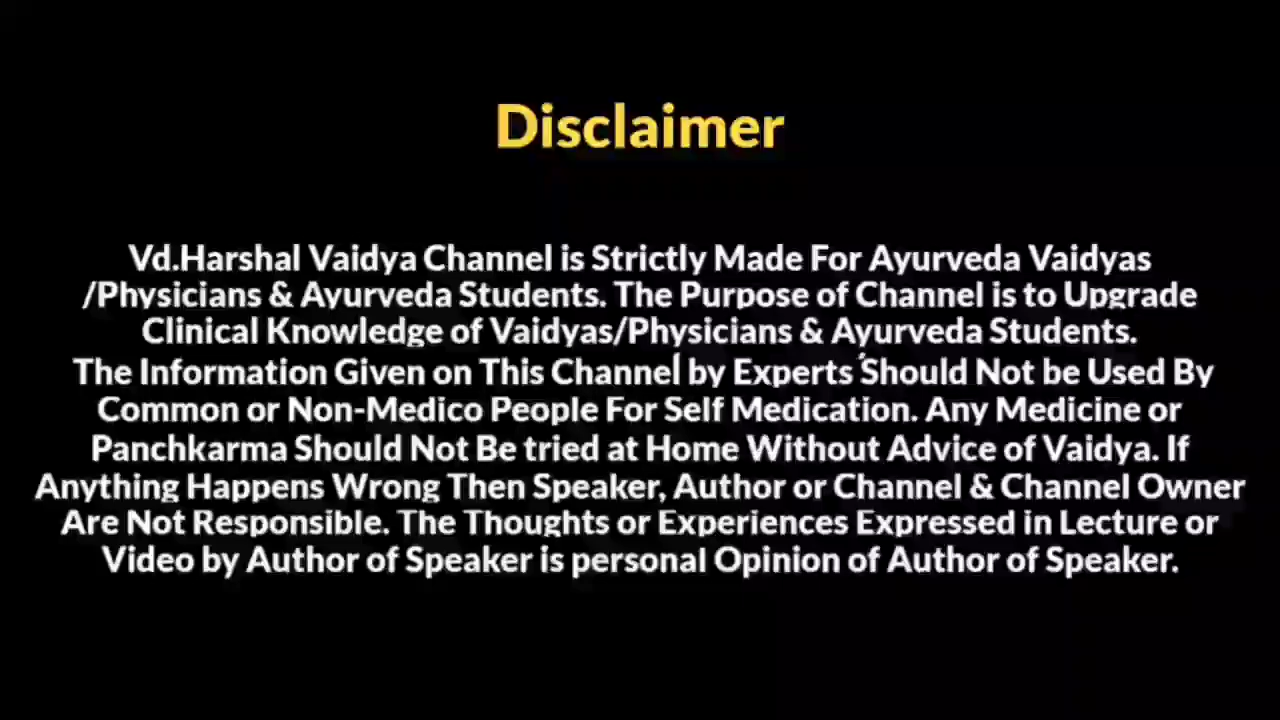 Disclaimer
Vd.Harshal Vaidya Channel is Strictly Made For Ayurveda Vaidyas
/Physicians & Ayurveda Students. The Purpose of Channel is to Upgrade
Clinical Knowledge of Vaidyas/Physicians & Ayurveda Students.
The Information Given on This Channel by Experts Should Not be Used By
Common or Non-Medico People For Self Medication. Any Medicine or
Panchkarma Should Not Be tried at Home Without Advice of Vaidya. If
Anything Happens Wrong Then Speaker, Author or Channel & Channel Owner
Are Not Responsible. The Thoughts or Experiences Expressed in Lecture or
Video by Author of Speaker is personal Opinion of Author of Speaker.